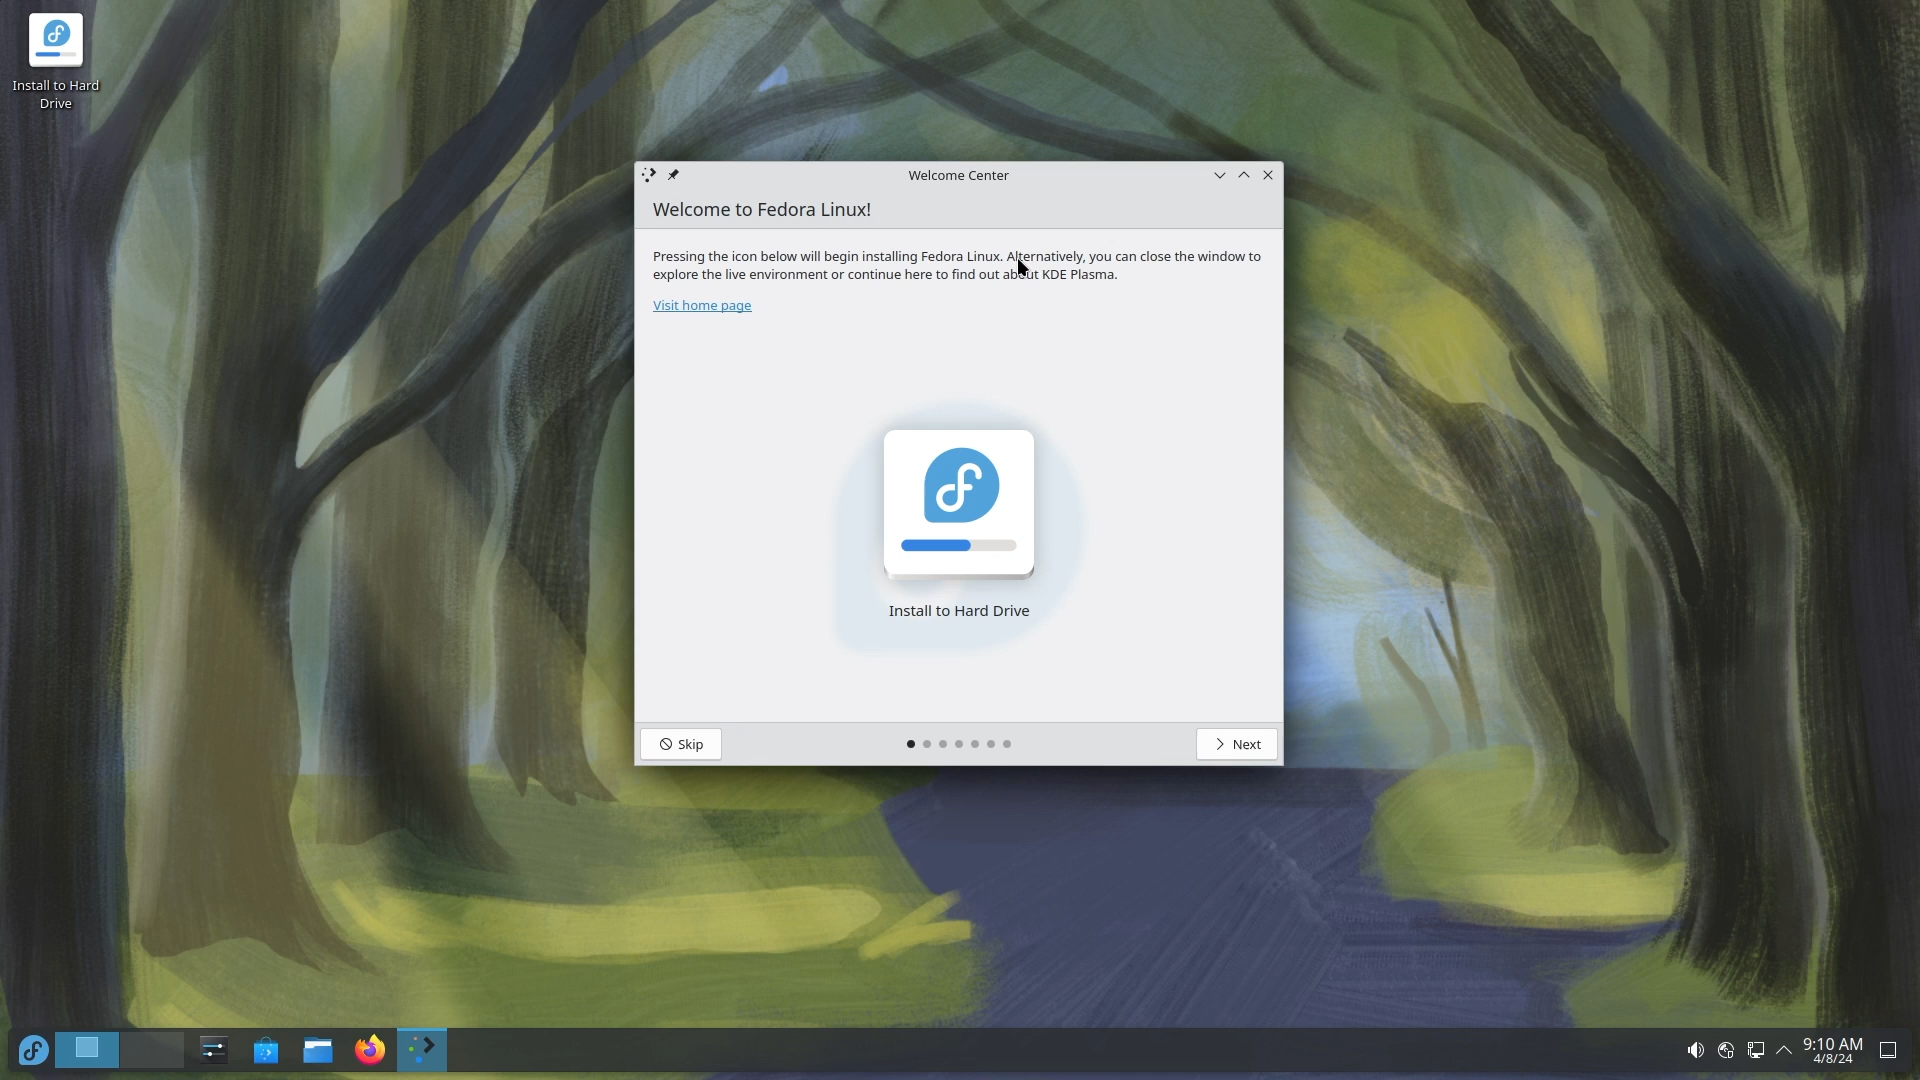 Install to Hard
Drive
Welcome Center
Welcome to Fedora Linux!
Pressing the icon below will begin installing Fedora Linux. Alternatively, you can close the window to
explore the live environment or continue here to find out about KDE Plasma.
Visit home page
Install to Hard Drive
Skip
Next
9:10 AM
4/8/24